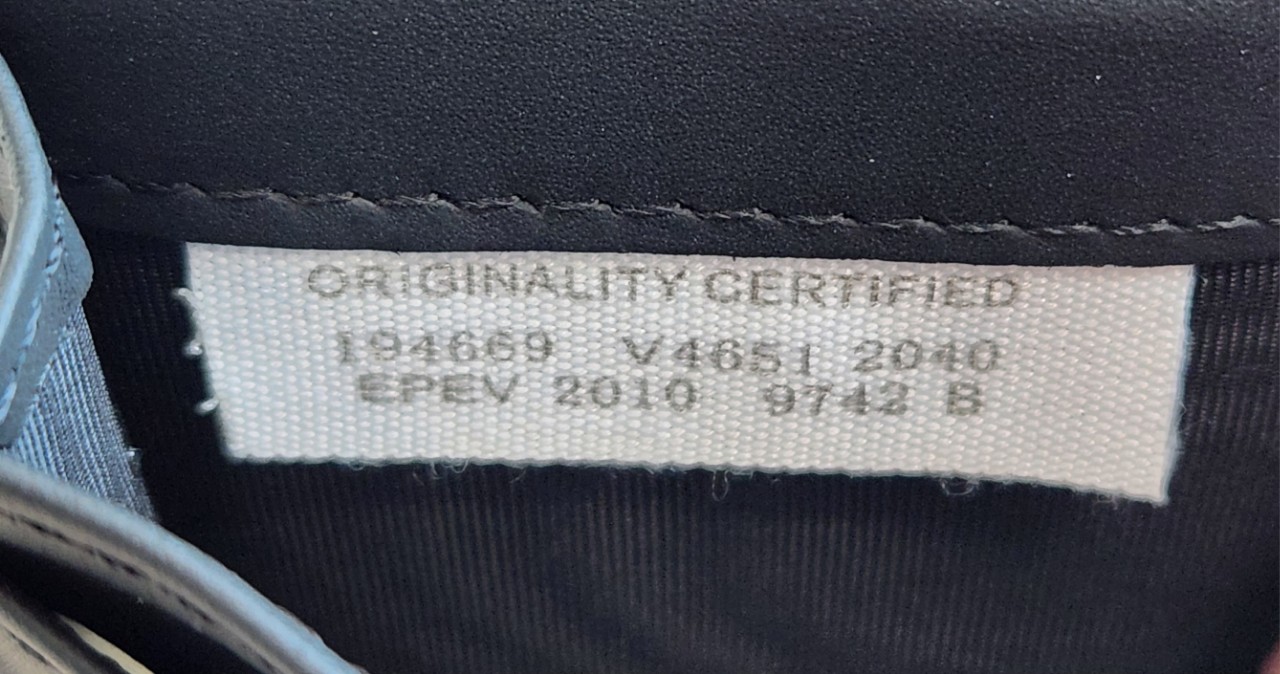 ORIGINALITY CERTIFIED
194669 V4651 2040
EPEV 2010 9742 B